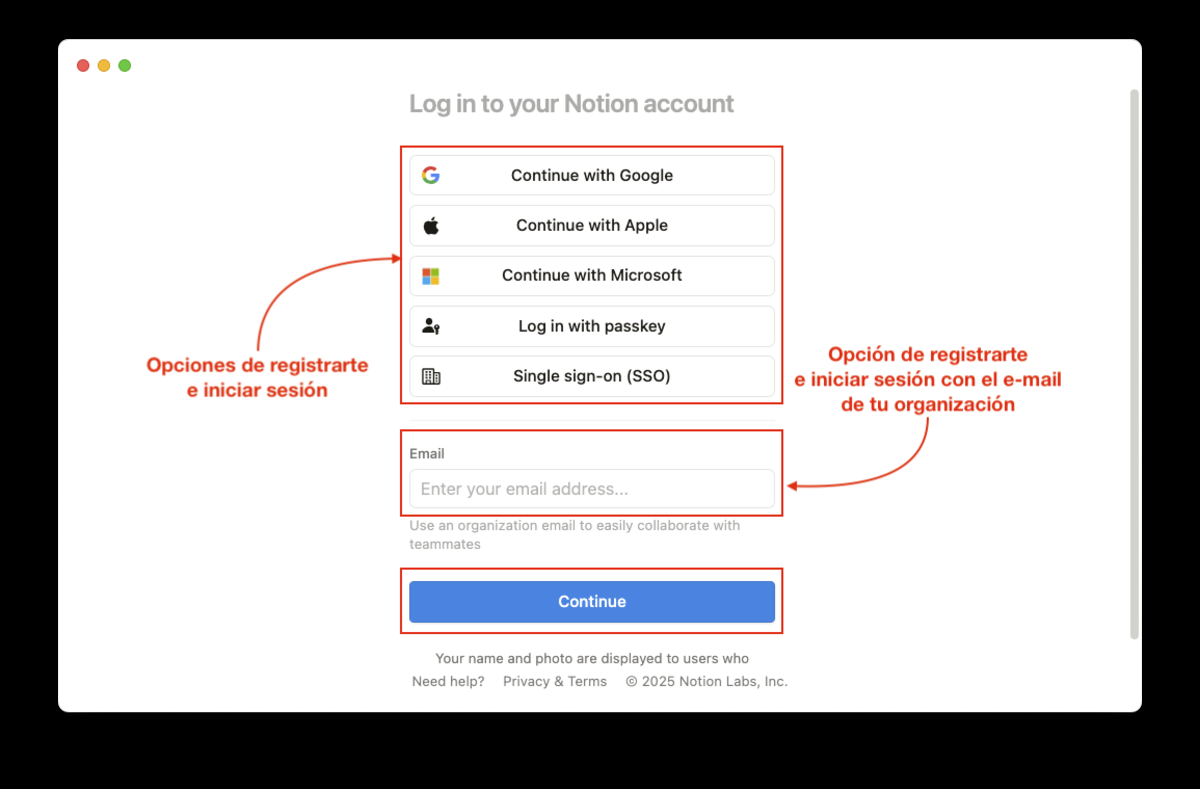 Log in to your Notion account
Continue with Google
Continue with Apple
Continue with Microsoft
Log in with passkey
Single sign-on (SSO)
Opciones de registrarte
e iniciar sesión
Opción de registrarte
e iniciar sesión con el e-mail
de tu organización
Email
Enter your email address...
Use an organization email to easily collaborate with
teammates
Continue
Your name and photo are displayed to users who
Need help? Privacy & Terms © 2025 Notion Labs, Inc.